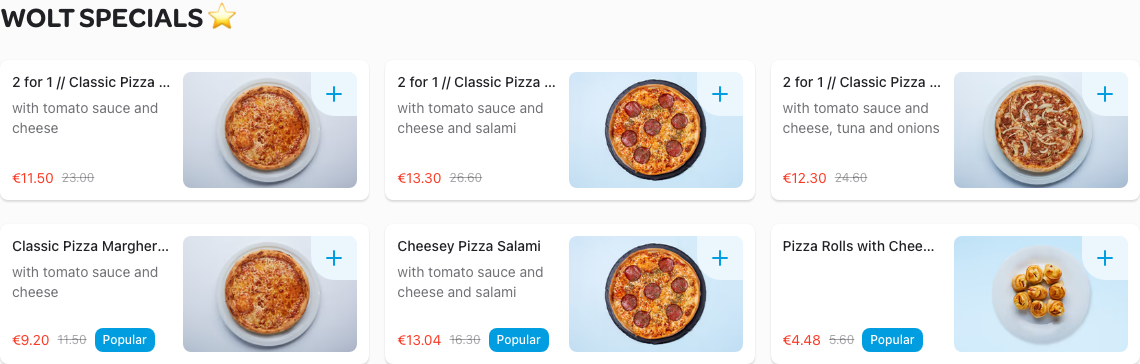 WOLT SPECIALS ⭐
2 for 1 // Classic Pizza ...
with tomato sauce and
cheese
€11.50 23.00
2 for 1 // Classic Pizza ...
with tomato sauce and
cheese and salami
€13.30 26.60
2 for 1 // Classic Pizza ...
with tomato sauce and
cheese, tuna and onions
€12.30 24.60
Classic Pizza Margher...
with tomato sauce and
cheese
€9.20 11.50 Popular
Cheesey Pizza Salami
with tomato sauce and
cheese and salami
€13.04 16.30 Popular
Pizza Rolls with Chee...
€4.48 5.60 Popular